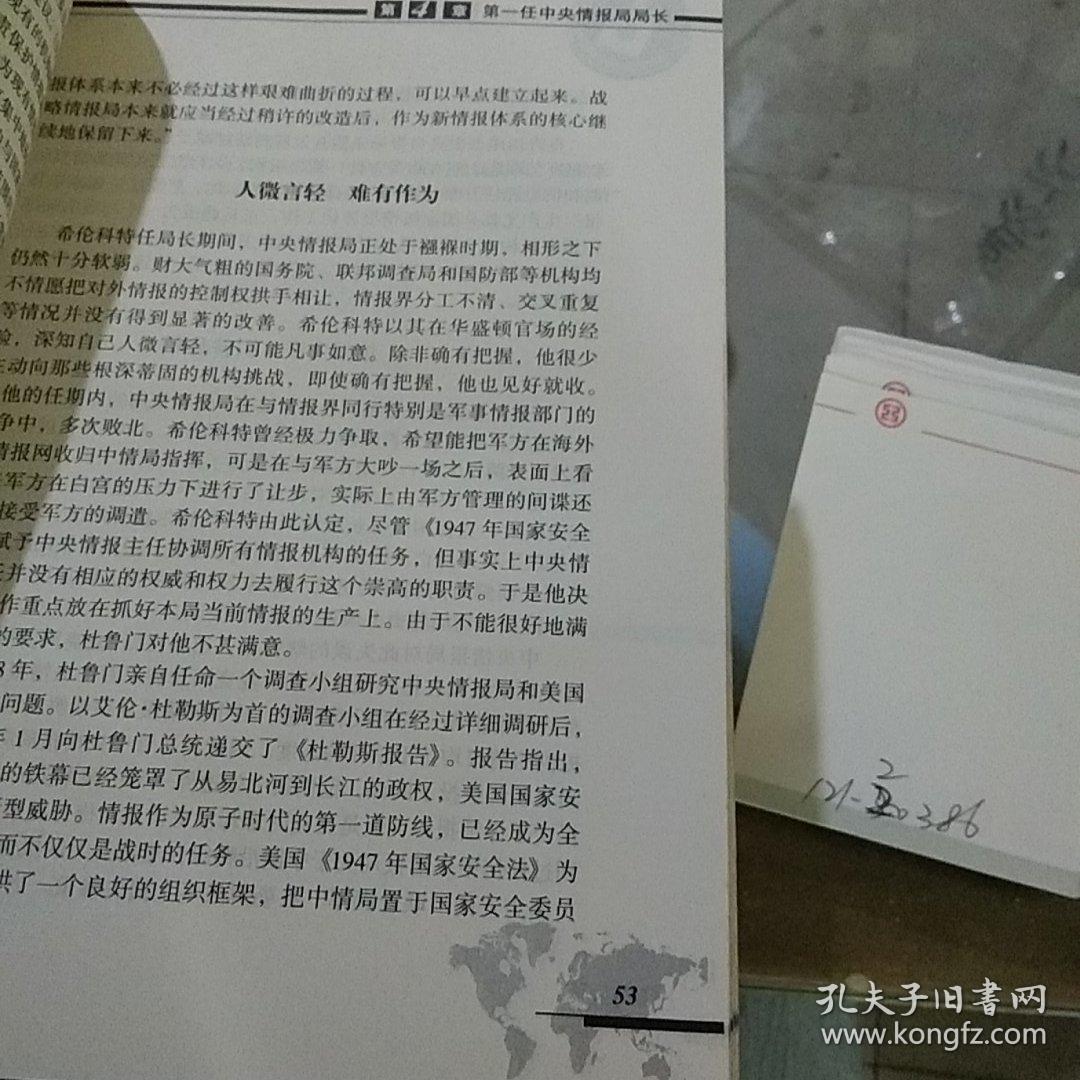 第4章 第一任中央情报局局长
报体系本来不必经过这样艰难曲折的过程，可以早点建立起来。战
略情报局本来就应当经过稍许的改造后，作为新情报体系的核心继
续地保留下来。”
人微言轻 难有作为
希伦科特任局长期间，中央情报局正处于襁褓时期，相形之下
仍然十分软弱。财大气粗的国务院、联邦调查局和国防部等机构均
不情愿把对外情报的控制权拱手相让，情报界分工不清、交叉重复
等情况并没有得到显著的改善。希伦科特以其在华盛顿官场的经
验，深知自己人微言轻，不可能凡事如意。除非确有把握，他很少
主动向那些根深蒂固的机构挑战，即使确有把握，他也见好就收。
他的任期内，中央情报局在与情报界同行特别是军事情报部门的
争中，多次败北。希伦科特曾经极力争取，希望能把军方在海外
情报网收归中情局指挥，可是在与军方大吵一场之后，表面上看
军方在白宫的压力下进行了让步，实际上由军方管理的间谍还
接受军方的调遣。希伦科特由此认定，尽管《1947年国家安全
赋予中央情报主任协调所有情报机构的任务，但事实上中央情
任并没有相应的权威和权力去履行这个崇高的职责。于是他决
作重点放在抓好本局当前情报的生产上。由于不能很好地满
的要求，杜鲁门对他不甚满意。
8年，杜鲁门亲自任命一个调查小组研究中央情报局和美国
问题。以艾伦·杜勒斯为首的调查小组在经过详细调研后，
年1月向杜鲁门总统递交了《杜勒斯报告》。报告指出，
的铁幕已经笼罩了从易北河到长江的政权，美国国家安
新型威胁。情报作为原子时代的第一道防线，已经成为全
而不仅仅是战时的任务。美国《1947年国家安全法》为
供了一个良好的组织框架，把中情局置于国家安全委员
53
孔夫子旧書网
www.kongfz.com